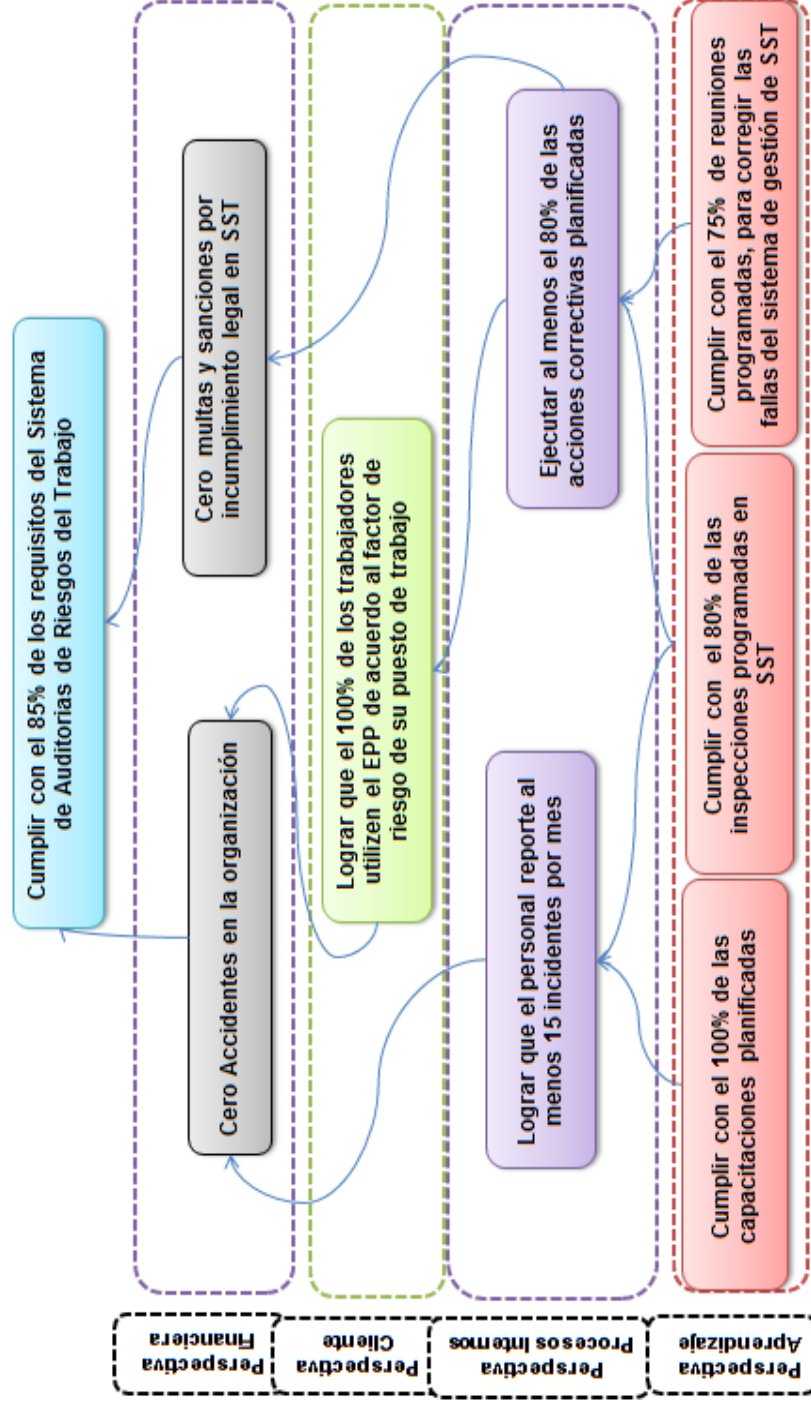 Cumplir con el 85% de los requisitos del Sistema
de Auditorias de Riesgos del Trabajo
Perspectiva
Financiera
Cero Accidentes en la organización
Cero multas y sanciones por
incumplimiento legal en SST
Perspectiva
Cliente
Lograr que el 100% de los trabajadores
utilizen el EPP de acuerdo al factor de
riesgo de su puesto de trabajo
Perspectiva
Procesos Internos
Lograr que el personal reporte al
menos 15 incidentes por mes
Ejecutar al menos el 80% de las
acciones correctivas planificadas
Perspectiva
Aprendizaje
Cumplir con el 100% de las
capacitaciones planificadas
Cumplir con el 80% de las
inspecciones programadas en
SST
Cumplir con el 75% de reuniones
programadas, para corregir las
fallas del sistema de gestión de SST